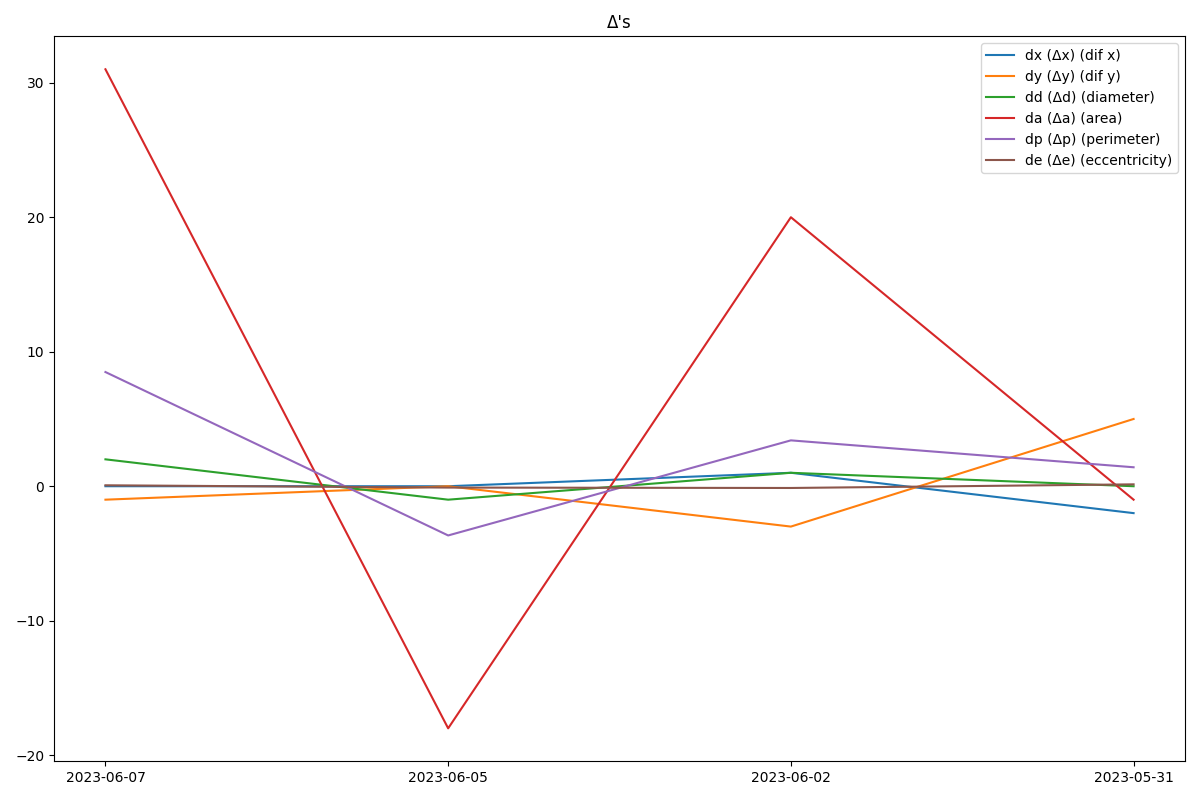 Δ's
dx (Δx) (dif x)
dy (Δy) (dif y)
dd (Δd) (diameter)
da (Δa) (area)
dp (Δp) (perimeter)
de (Δe) (eccentricity)
30
20
10
0
−10
−20
2023-06-07 2023-06-05 2023-06-02 2023-05-31